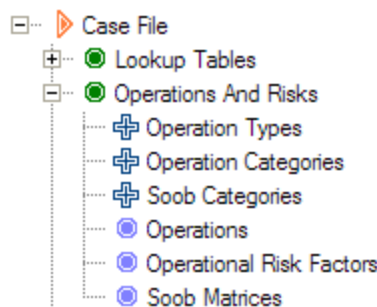 Case File
Lookup Tables
Operations And Risks
Operation Types
Operation Categories
Soob Categories
Operations
Operational Risk Factors
Soob Matrices